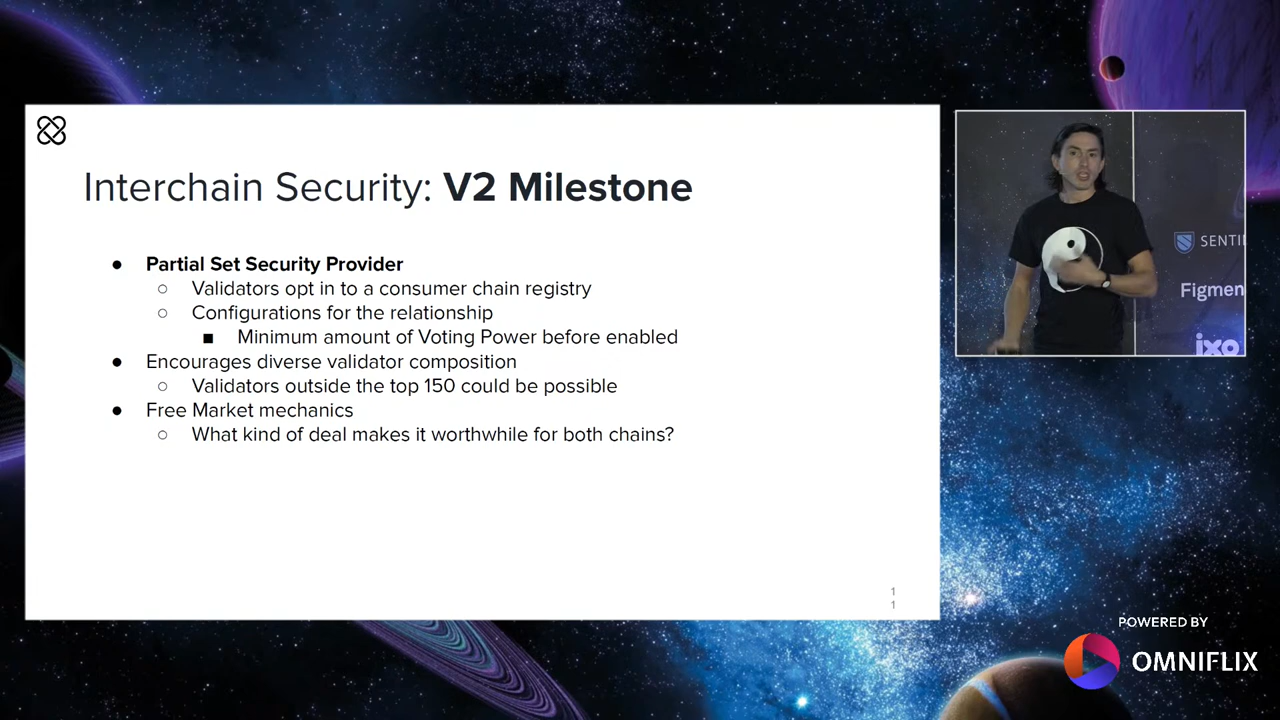 Interchain Security: V2 Milestone
● Partial Set Security Provider
○ Validators opt in to a consumer chain registry
○ Configurations for the relationship
■ Minimum amount of Voting Power before enabled
● Encourages diverse validator composition
○ Validators outside the top 150 could be possible
● Free Market mechanics
○ What kind of deal makes it worthwhile for both chains?
1
1
SENTI
Figmen
ixo
POWERED BY
OMNIFLIX